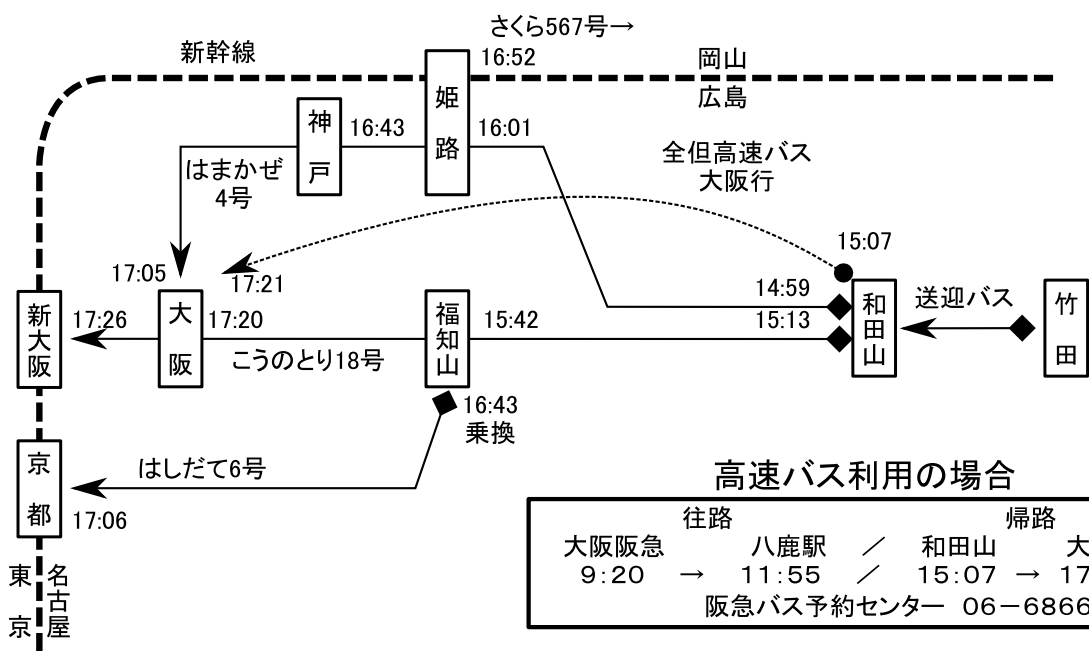 さくら567号→
新幹線
16:52
岡山
広島
姫路
神戸
16:43
16:01
はまかぜ
4号
全但高速バス
大阪行
15:07
17:05
17:21
14:59
送迎バス
竹田
新大阪
17:26
大阪
17:20
福知山
15:42
15:13
和田山
こうのとり18号
16:43
乗換
京都
はしだて6号
17:06
高速バス利用の場合
往路 帰路
大阪阪急 八鹿駅 ／ 和田山 大
9:20 → 11:55 ／ 15:07 → 17
阪急バス予約センター 06－6866
東京
名古屋